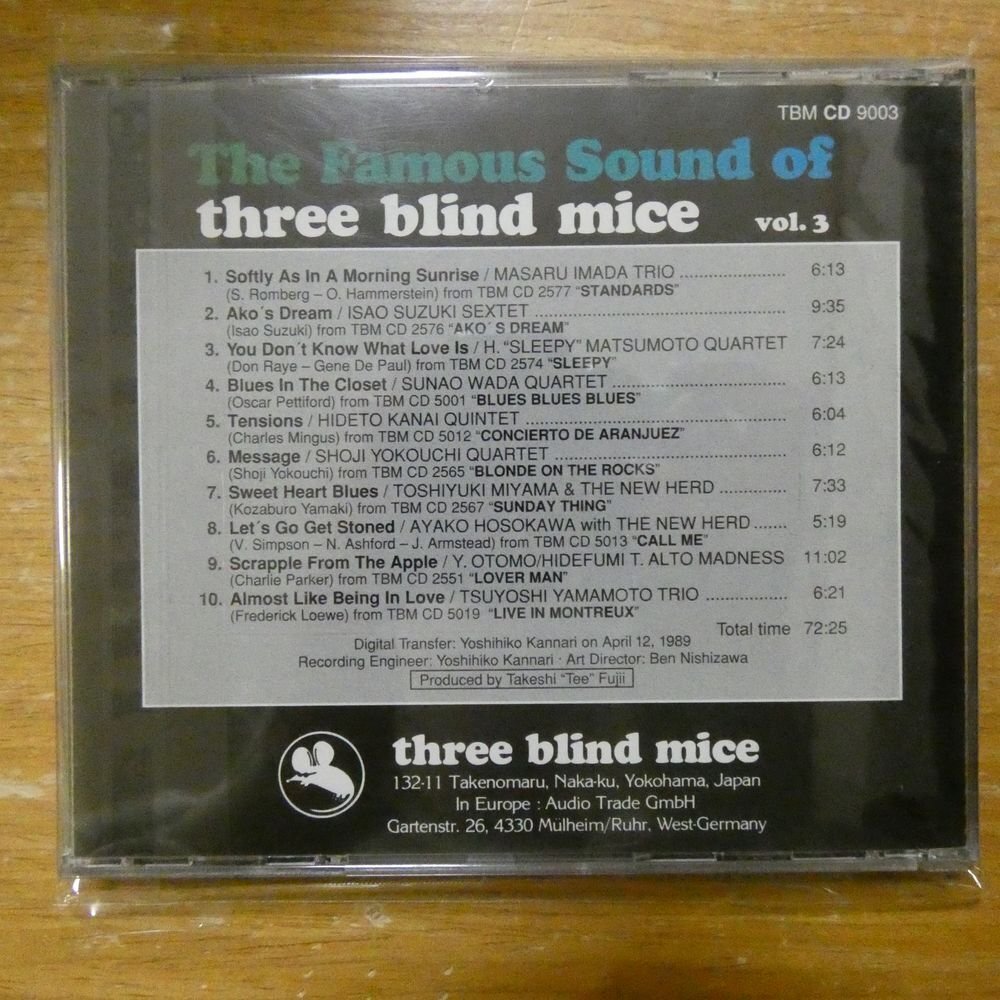 TBM CD 9003
The Famous Sound of
three blind mice vol. 3
1. Softly As In A Morning Sunrise / MASARU IMADA TRIO ........................ 6:13
(S. Romberg – O. Hammerstein) from TBM CD 2577 “STANDARDS”
2. Ako´s Dream / ISAO SUZUKI SEXTET ........................ 9:35
(Isao Suzuki) from TBM CD 2576 “AKO´S DREAM”
3. You Don´t Know What Love Is / H. “SLEEPY” MATSUMOTO QUARTET 7:24
(Don Raye – Gene De Paul) from TBM CD 2574 “SLEEPY”
4. Blues In The Closet / SUNAO WADA QUARTET ........................ 6:13
(Oscar Pettiford) from TBM CD 5001 “BLUES BLUES BLUES”
5. Tensions / HIDETO KANAI QUINTET ........................ 6:04
(Charles Mingus) from TBM CD 5012 “CONCIERTO DE ARANJUEZ”
6. Message / SHOJI YOKOUCHI QUARTET ........................ 6:12
(Shoji Yokouchi) from TBM CD 2565 “BLONDE ON THE ROCKS”
7. Sweet Heart Blues / TOSHIYUKI MIYAMA & THE NEW HERD ............... 7:33
(Kozaburo Yamaki) from TBM CD 2567 “SUNDAY THING”
8. Let´s Go Get Stoned / AYAKO HOSOKAWA with THE NEW HERD ....... 5:19
(V. Simpson – N. Ashford – J. Armstead) from TBM CD 5013 “CALL ME”
9. Scrapple From The Apple / Y. OTOMO/HIDEFUMI T. ALTO MADNESS 11:02
(Charlie Parker) from TBM CD 2551 “LOVER MAN”
10. Almost Like Being In Love / TSUYOSHI YAMAMOTO TRIO ................. 6:21
(Frederick Loewe) from TBM CD 5019 “LIVE IN MONTREUX”
Total time 72:25
Digital Transfer: Yoshihiko Kannari on April 12, 1989
Recording Engineer: Yoshihiko Kannari · Art Director: Ben Nishizawa
Produced by Takeshi “Tee” Fujii
three blind mice
132-11 Takenomaru, Naka-ku, Yokohama, Japan
In Europe : Audio Trade GmbH
Gartenstr. 26, 4330 Mülheim/Ruhr, West-Germany